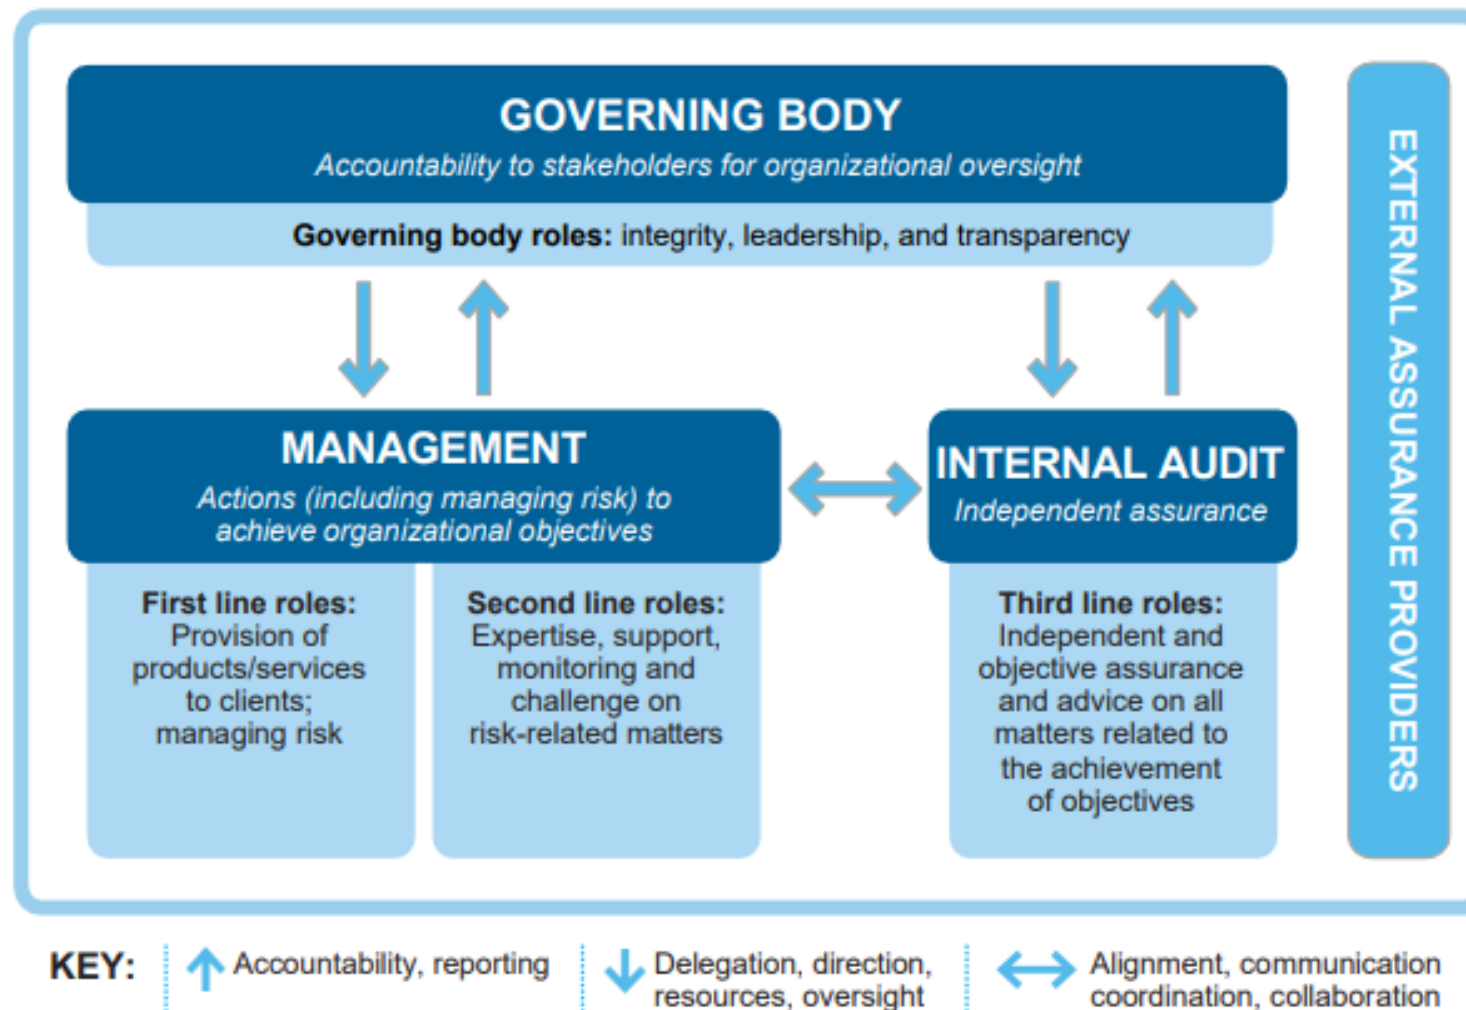 GOVERNING BODY
Accountability to stakeholders for organizational oversight
Governing body roles: integrity, leadership, and transparency
MANAGEMENT
Actions (including managing risk) to
achieve organizational objectives
First line roles:
Provision of
products/services
to clients;
managing risk
Second line roles:
Expertise, support,
monitoring and
challenge on
risk-related matters
INTERNAL AUDIT
Independent assurance
Third line roles:
Independent and
objective assurance
and advice on all
matters related to
the achievement
of objectives
EXTERNAL ASSURANCE PROVIDERS
KEY:
Accountability, reporting
Delegation, direction,
resources, oversight
Alignment, communication
coordination, collaboration